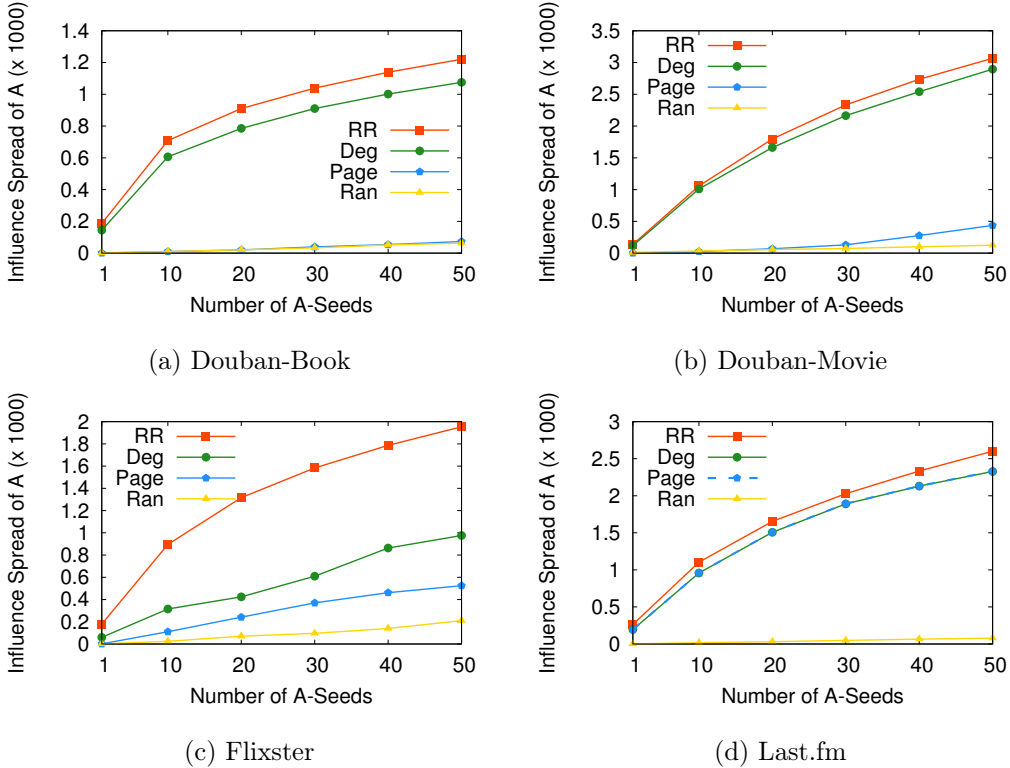 Influence Spread of A (x 1000)
1.4
1.2
1
0.8
0.6
0.4
0.2
0
RR
Deg
Page
Ran
1 10 20 30 40 50
Number of A-Seeds
(a) Douban-Book
Influence Spread of A (x 1000)
3.5
3
2.5
2
1.5
1
0.5
0
RR
Deg
Page
Ran
1 10 20 30 40 50
Number of A-Seeds
(b) Douban-Movie
Influence Spread of A (x 1000)
2
1.8
1.6
1.4
1.2
1
0.8
0.6
0.4
0.2
0
RR
Deg
Page
Ran
1 10 20 30 40 50
Number of A-Seeds
(c) Flixster
Influence Spread of A (x 1000)
3
2.5
2
1.5
1
0.5
0
RR
Deg
Page
Ran
1 10 20 30 40 50
Number of A-Seeds
(d) Last.fm